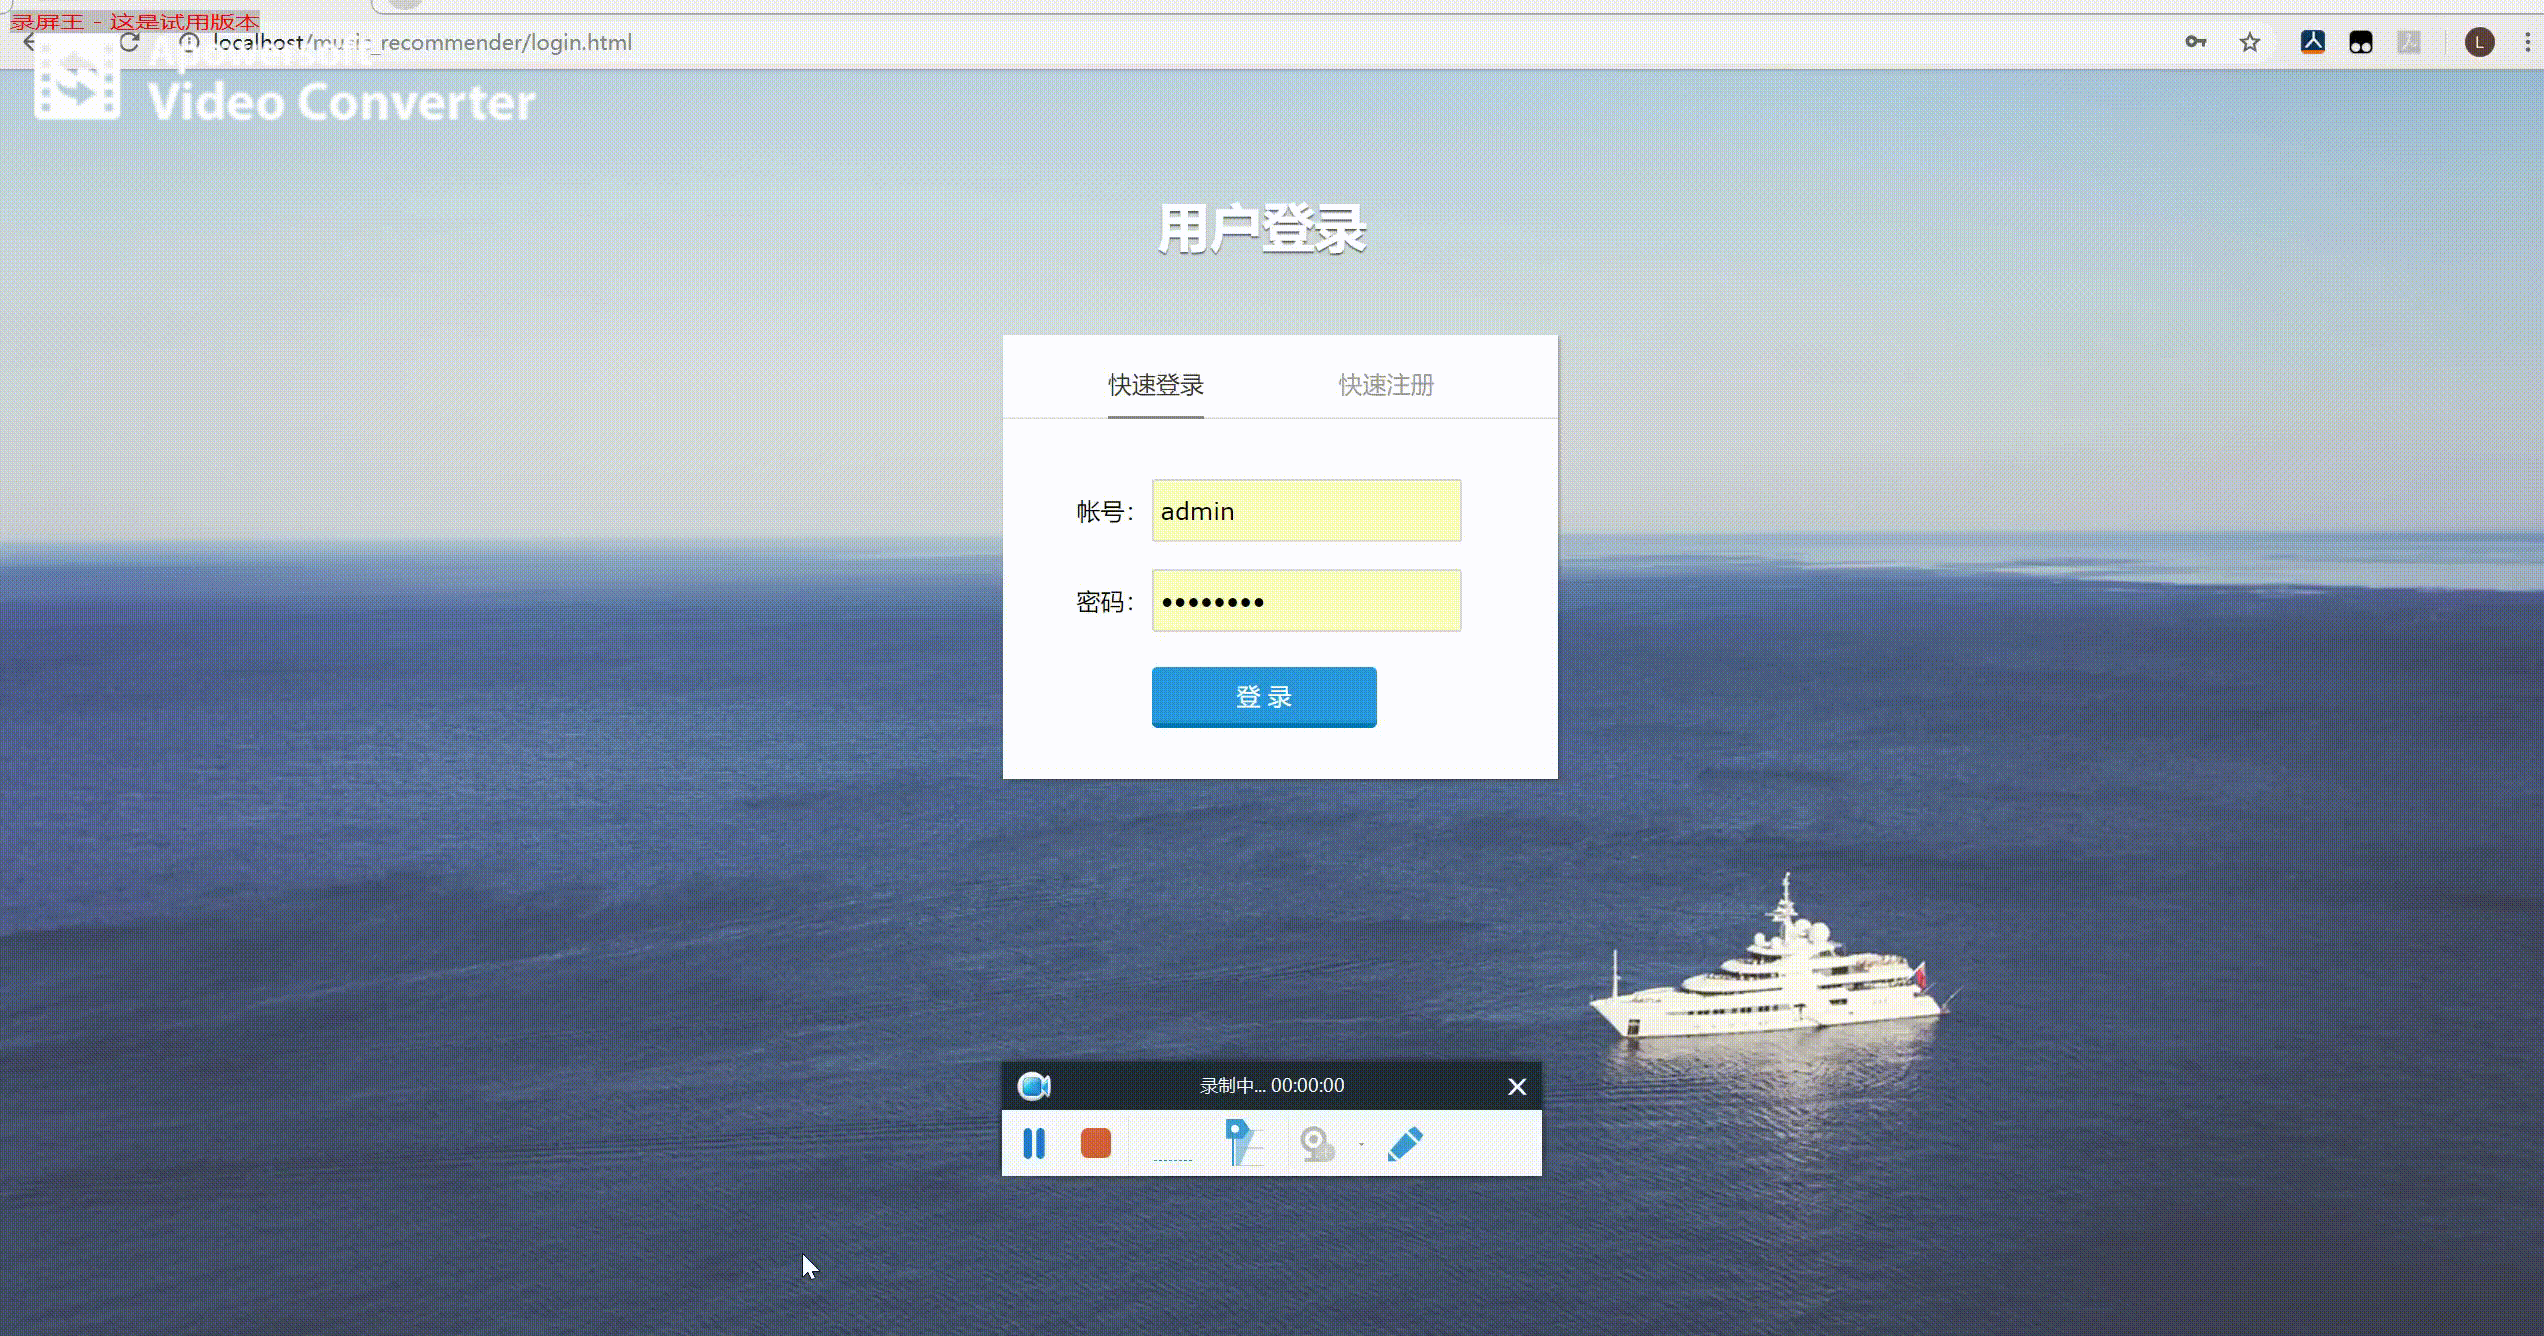 录屏王 - 这是试用版本
localhost/music_recommender/login.html
Apowersoft
Video Converter
L
用户登录
快速登录 快速注册
帐号： admin
密码： ••••••••
登 录
录制中... 00:00:00